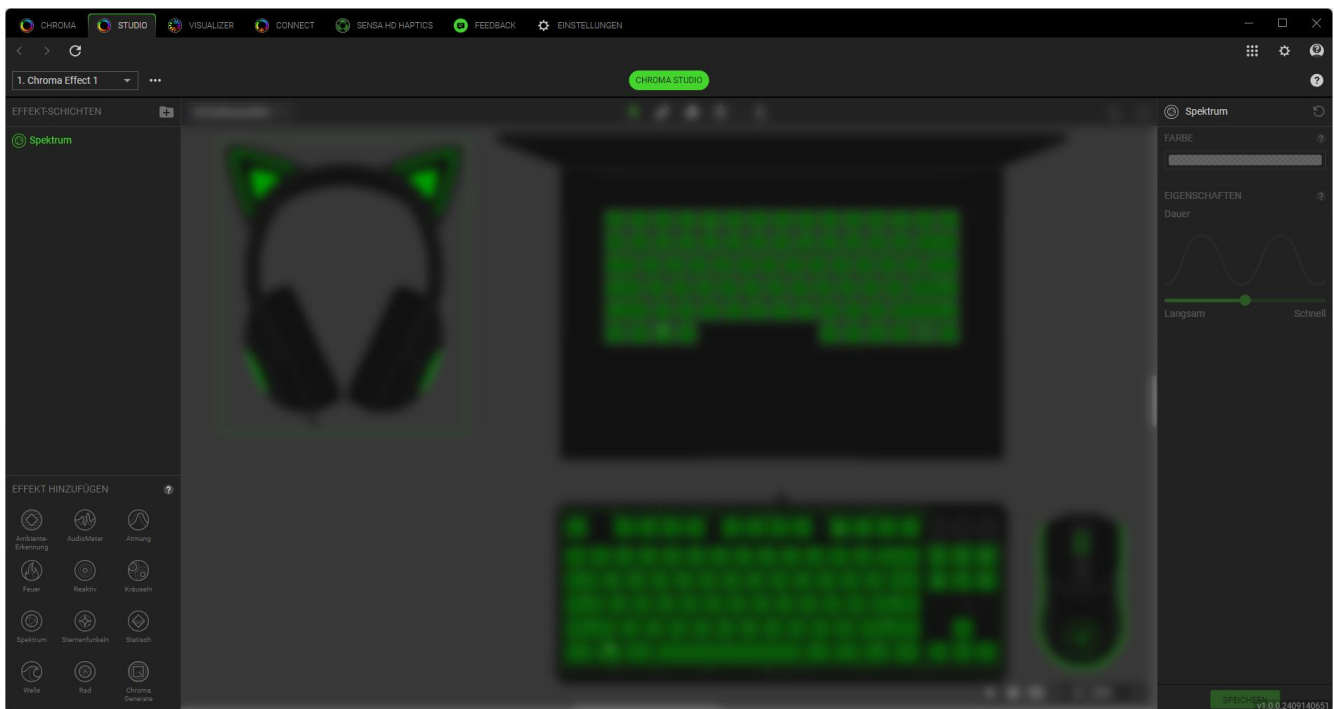 CHROMA STUDIO VISUALIZER CONNECT SENSA HD HAPTICS FEEDBACK EINSTELLUNGEN
1. Chroma Effect 1
CHROMA STUDIO
EFFEKT-SCHICHTEN
Spektrum
Spektrum
FARBE
EIGENSCHAFTEN
Dauer
Langsam Schnell
EFFEKT HINZUFÜGEN
Ambiente-
Erkennung
AudioMeter
Atmung
Feuer
Reaktiv
Kräuseln
Spektrum
Sternenfunkeln
Statisch
Welle
Rad
Chroma
Generate
SPEICHERN
v1.0.0.2409140651